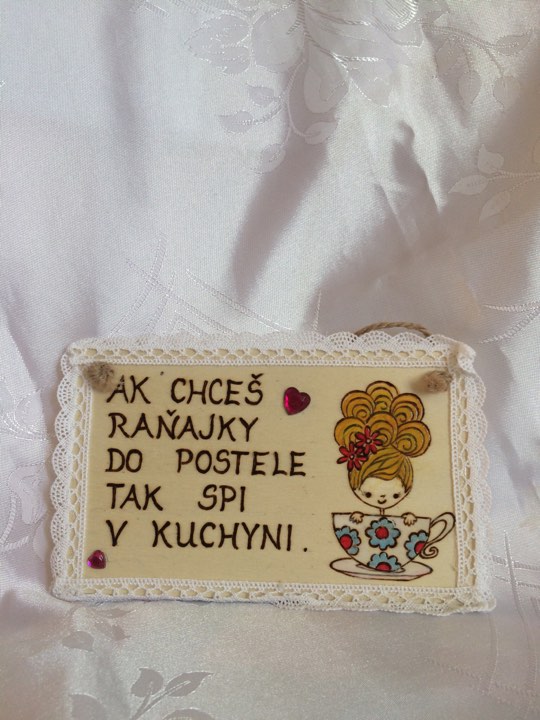 AK CHCEŠ
RAŇAJKY
DO POSTELE
TAK SPI
V KUCHYNI.